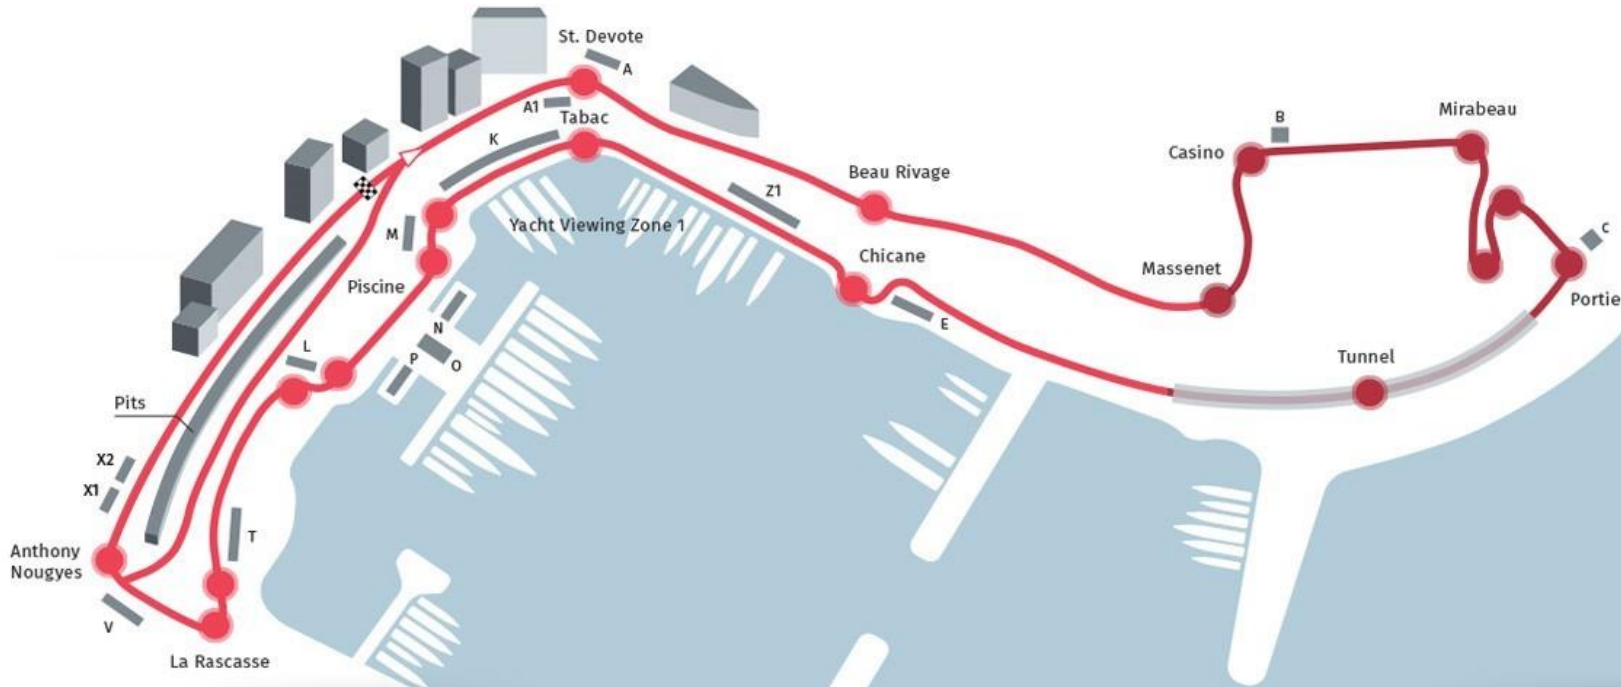 St. Devote
A
A1
Tabac
K
B
Mirabeau
Casino
Beau Rivage
Z1
Yacht Viewing Zone 1
M
C
Chicane
Massenet
Piscine
Portie
N
E
L
P
O
Tunnel
Pits
X2
X1
T
Anthony
Nougyes
V
La Rascasse